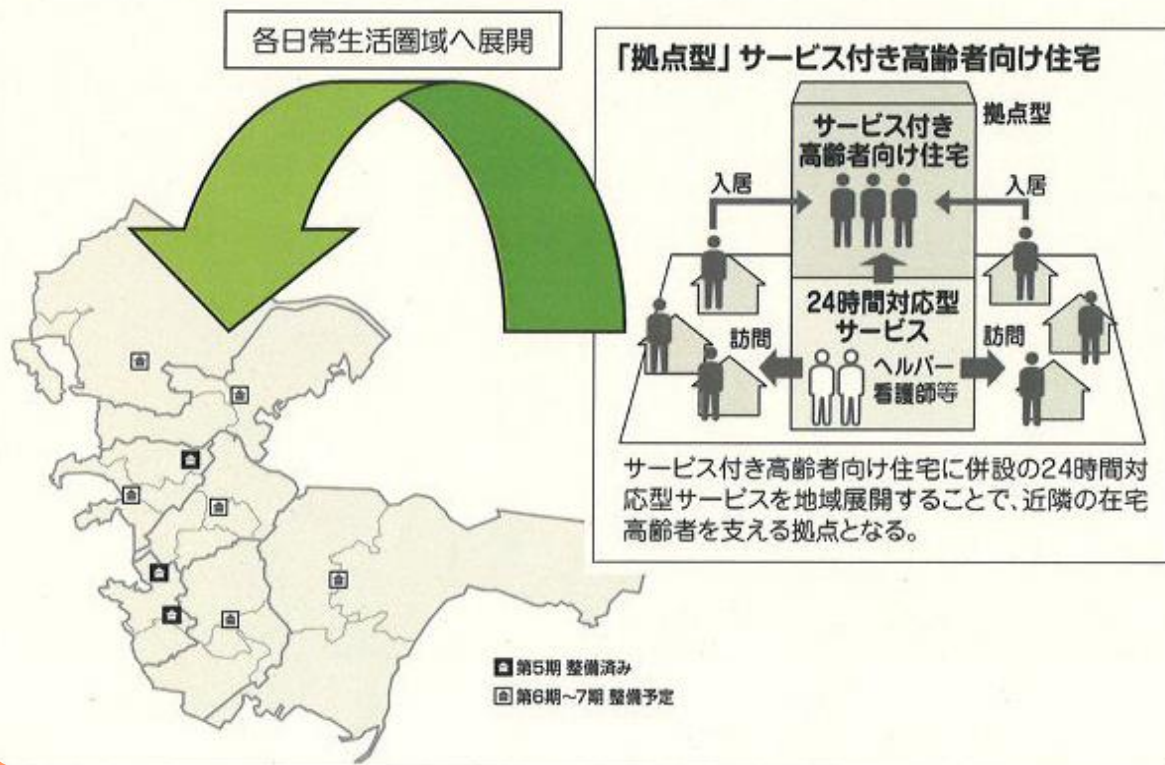 各日常生活圏域へ展開
「拠点型」サービス付き高齢者向け住宅
拠点型
サービス付き
高齢者向け住宅
入居
入居
24時間対応型
サービス
訪問
訪問
ヘルパー
看護師等
サービス付き高齢者向け住宅に併設の24時間対
応型サービスを地域展開することで、近隣の在宅
高齢者を支える拠点となる。
第5期 整備済み
第6期～7期 整備予定